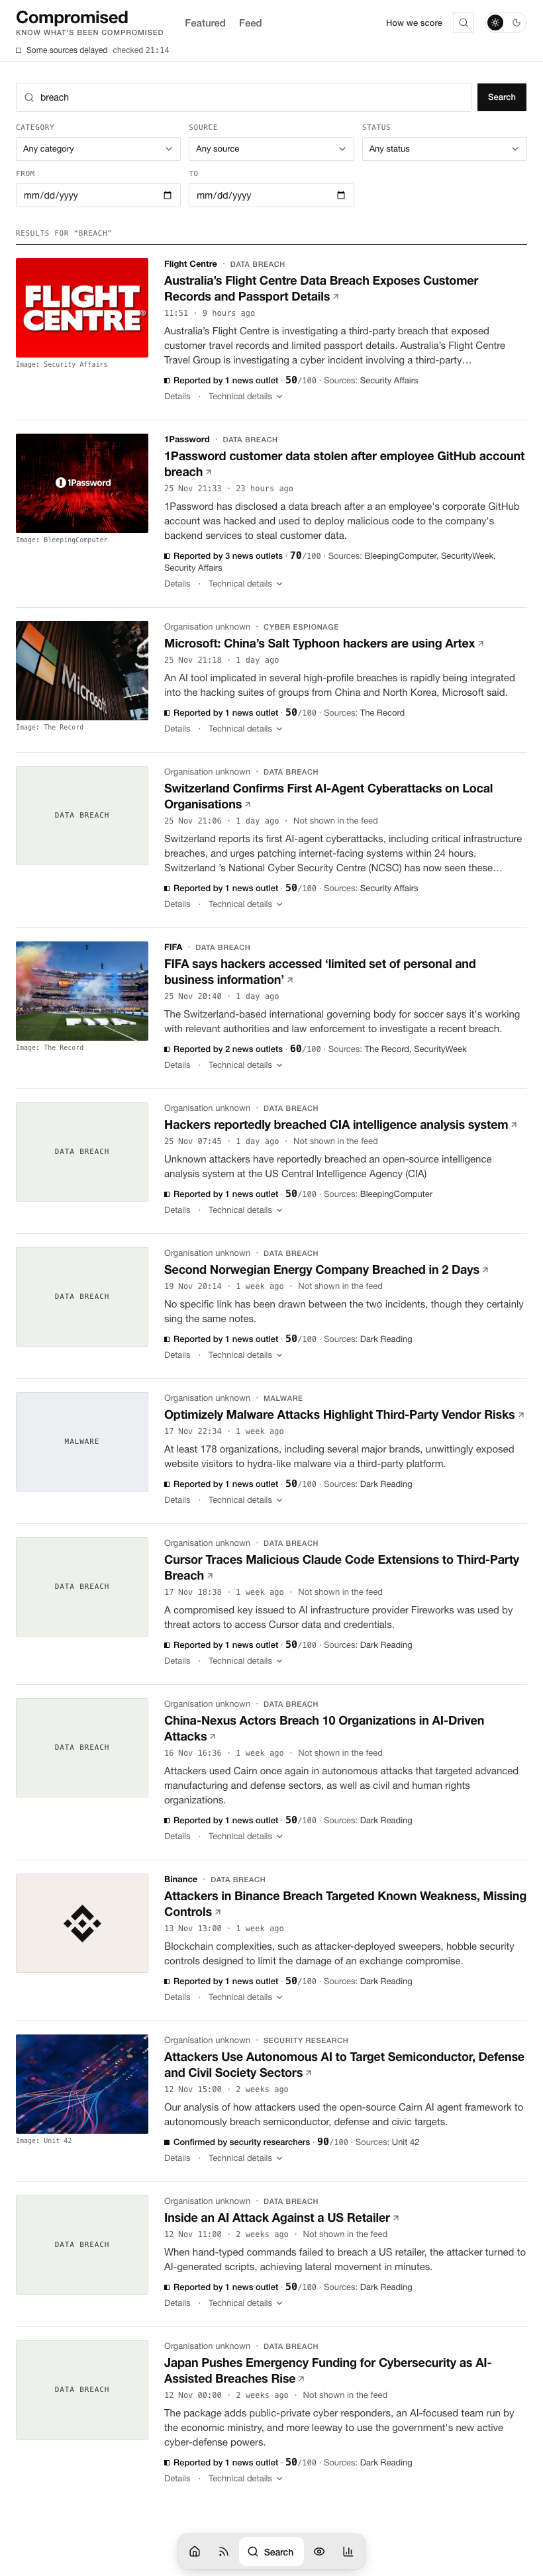 Compromised
KNOW WHAT'S BEEN COMPROMISED
Featured
Feed
How we score
Some sources delayed checked 21:14
breach
Search
CATEGORY
SOURCE
STATUS
Any category
Any source
Any status
FROM
TO
mm/dd/yyyy
mm/dd/yyyy
RESULTS FOR “BREACH”
FLIGHT
CENTRE®
Image: Security Affairs
Flight Centre · DATA BREACH
Australia’s Flight Centre Data Breach Exposes Customer
Records and Passport Details
11:51 · 9 hours ago
Australia’s Flight Centre is investigating a third-party breach that exposed
customer travel records and limited passport details. Australia’s Flight Centre
Travel Group is investigating a cyber incident involving a third-party…
Reported by 1 news outlet · 50/100 · Sources: Security Affairs
Details · Technical details
1Password
Image: BleepingComputer
1Password · DATA BREACH
1Password customer data stolen after employee GitHub account
breach
25 Nov 21:33 · 23 hours ago
1Password has disclosed a data breach after an employee's corporate GitHub
account was hacked and used to deploy malicious code to the company's
backend services to steal customer data.
Reported by 3 news outlets · 70/100 · Sources: BleepingComputer, SecurityWeek,
Security Affairs
Details · Technical details
Microsoft
Image: The Record
Organisation unknown · CYBER ESPIONAGE
Microsoft: China’s Salt Typhoon hackers are using Artex
25 Nov 21:18 · 1 day ago
An AI tool implicated in several high-profile breaches is rapidly being integrated
into the hacking suites of groups from China and North Korea, Microsoft said.
Reported by 1 news outlet · 50/100 · Sources: The Record
Details · Technical details
DATA BREACH
Organisation unknown · DATA BREACH
Switzerland Confirms First AI-Agent Cyberattacks on Local
Organisations
25 Nov 21:06 · 1 day ago · Not shown in the feed
Switzerland reports its first AI-agent cyberattacks, including critical infrastructure
breaches, and urges patching internet-facing systems within 24 hours.
Switzerland ’s National Cyber Security Centre (NCSC) has now seen these…
Reported by 1 news outlet · 50/100 · Sources: Security Affairs
Details · Technical details
Image: The Record
FIFA · DATA BREACH
FIFA says hackers accessed ‘limited set of personal and
business information’
25 Nov 20:40 · 1 day ago
The Switzerland-based international governing body for soccer says it's working
with relevant authorities and law enforcement to investigate a recent breach.
Reported by 2 news outlets · 60/100 · Sources: The Record, SecurityWeek
Details · Technical details
DATA BREACH
Organisation unknown · DATA BREACH
Hackers reportedly breached CIA intelligence analysis system
25 Nov 07:45 · 1 day ago · Not shown in the feed
Unknown attackers have reportedly breached an open-source intelligence
analysis system at the US Central Intelligence Agency (CIA)
Reported by 1 news outlet · 50/100 · Sources: BleepingComputer
Details · Technical details
DATA BREACH
Organisation unknown · DATA BREACH
Second Norwegian Energy Company Breached in 2 Days
19 Nov 20:14 · 1 week ago · Not shown in the feed
No specific link has been drawn between the two incidents, though they certainly
sing the same notes.
Reported by 1 news outlet · 50/100 · Sources: Dark Reading
Details · Technical details
MALWARE
Organisation unknown · MALWARE
Optimizely Malware Attacks Highlight Third-Party Vendor Risks
17 Nov 22:34 · 1 week ago
At least 178 organizations, including several major brands, unwittingly exposed
website visitors to hydra-like malware via a third-party platform.
Reported by 1 news outlet · 50/100 · Sources: Dark Reading
Details · Technical details
DATA BREACH
Organisation unknown · DATA BREACH
Cursor Traces Malicious Claude Code Extensions to Third-Party
Breach
17 Nov 18:38 · 1 week ago · Not shown in the feed
A compromised key issued to AI infrastructure provider Fireworks was used by
threat actors to access Cursor data and credentials.
Reported by 1 news outlet · 50/100 · Sources: Dark Reading
Details · Technical details
DATA BREACH
Organisation unknown · DATA BREACH
China-Nexus Actors Breach 10 Organizations in AI-Driven
Attacks
16 Nov 16:36 · 1 week ago · Not shown in the feed
Attackers used Cairn once again in autonomous attacks that targeted advanced
manufacturing and defense sectors, as well as civil and human rights
organizations.
Reported by 1 news outlet · 50/100 · Sources: Dark Reading
Details · Technical details
Binance · DATA BREACH
Attackers in Binance Breach Targeted Known Weakness, Missing
Controls
13 Nov 13:00 · 1 week ago
Blockchain complexities, such as attacker-deployed sweepers, hobble security
controls designed to limit the damage of an exchange compromise.
Reported by 1 news outlet · 50/100 · Sources: Dark Reading
Details · Technical details
Image: Unit 42
Organisation unknown · SECURITY RESEARCH
Attackers Use Autonomous AI to Target Semiconductor, Defense
and Civil Society Sectors
12 Nov 15:00 · 2 weeks ago
Our analysis of how attackers used the open-source Cairn AI agent framework to
autonomously breach semiconductor, defense and civic targets.
Confirmed by security researchers · 90/100 · Sources: Unit 42
Details · Technical details
DATA BREACH
Organisation unknown · DATA BREACH
Inside an AI Attack Against a US Retailer
12 Nov 11:00 · 2 weeks ago · Not shown in the feed
When hand-typed commands failed to breach a US retailer, the attacker turned to
AI-generated scripts, achieving lateral movement in minutes.
Reported by 1 news outlet · 50/100 · Sources: Dark Reading
Details · Technical details
DATA BREACH
Organisation unknown · DATA BREACH
Japan Pushes Emergency Funding for Cybersecurity as AI-
Assisted Breaches Rise
12 Nov 00:00 · 2 weeks ago · Not shown in the feed
The package adds public-private cyber responders, an AI-focused team run by
the economic ministry, and more leeway to use the government's new active
cyber-defense powers.
Reported by 1 news outlet · 50/100 · Sources: Dark Reading
Details · Technical details
Search